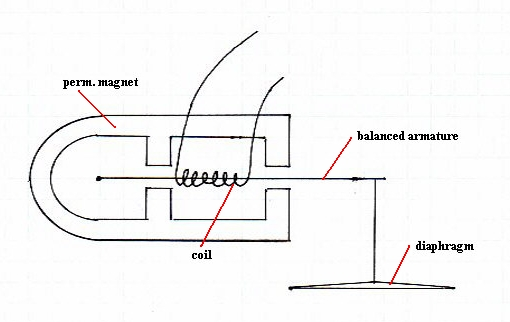 perm. magnet
balanced armature
diaphragm
coil